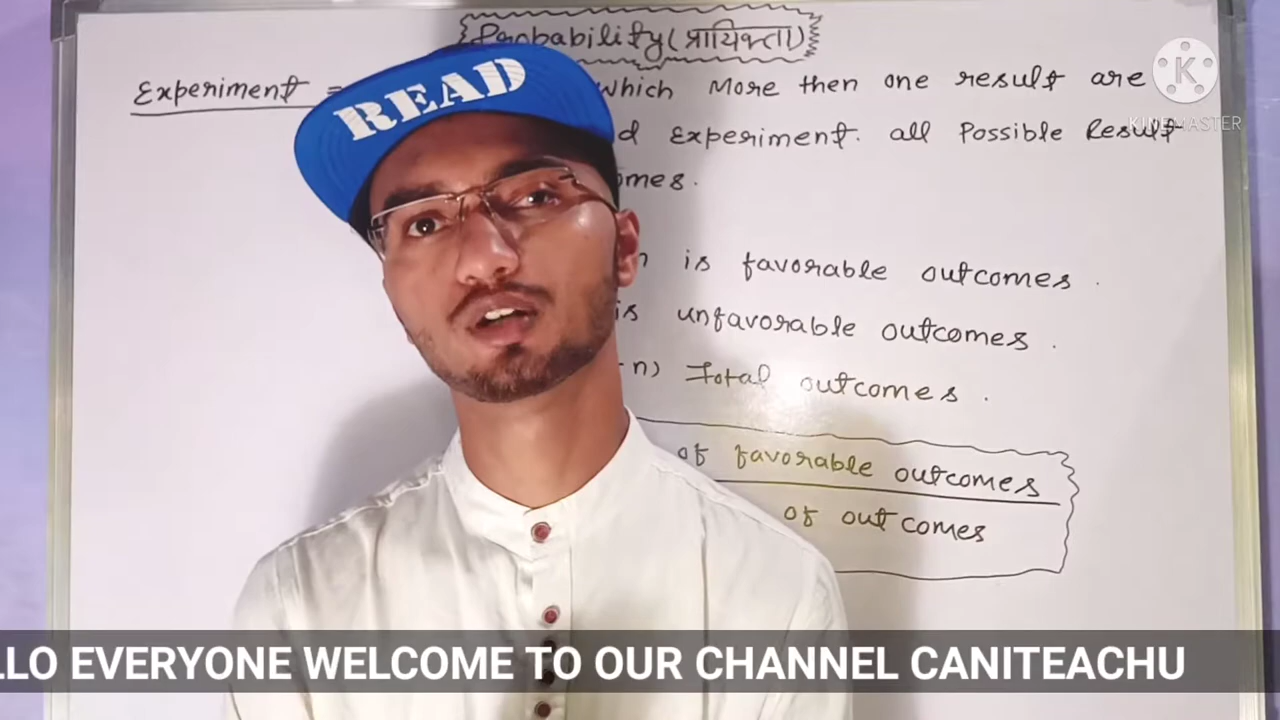 Probability (प्रायिकता)
Experiment = which More then one result are
d Experiment. all Possible Result
omes.
n is favorable outcomes.
is unfavorable outcomes.
-n) Total outcomes.
of favorable outcomes
of outcomes
READ
K
KINEMASTER
LLO EVERYONE WELCOME TO OUR CHANNEL CANITEACHU